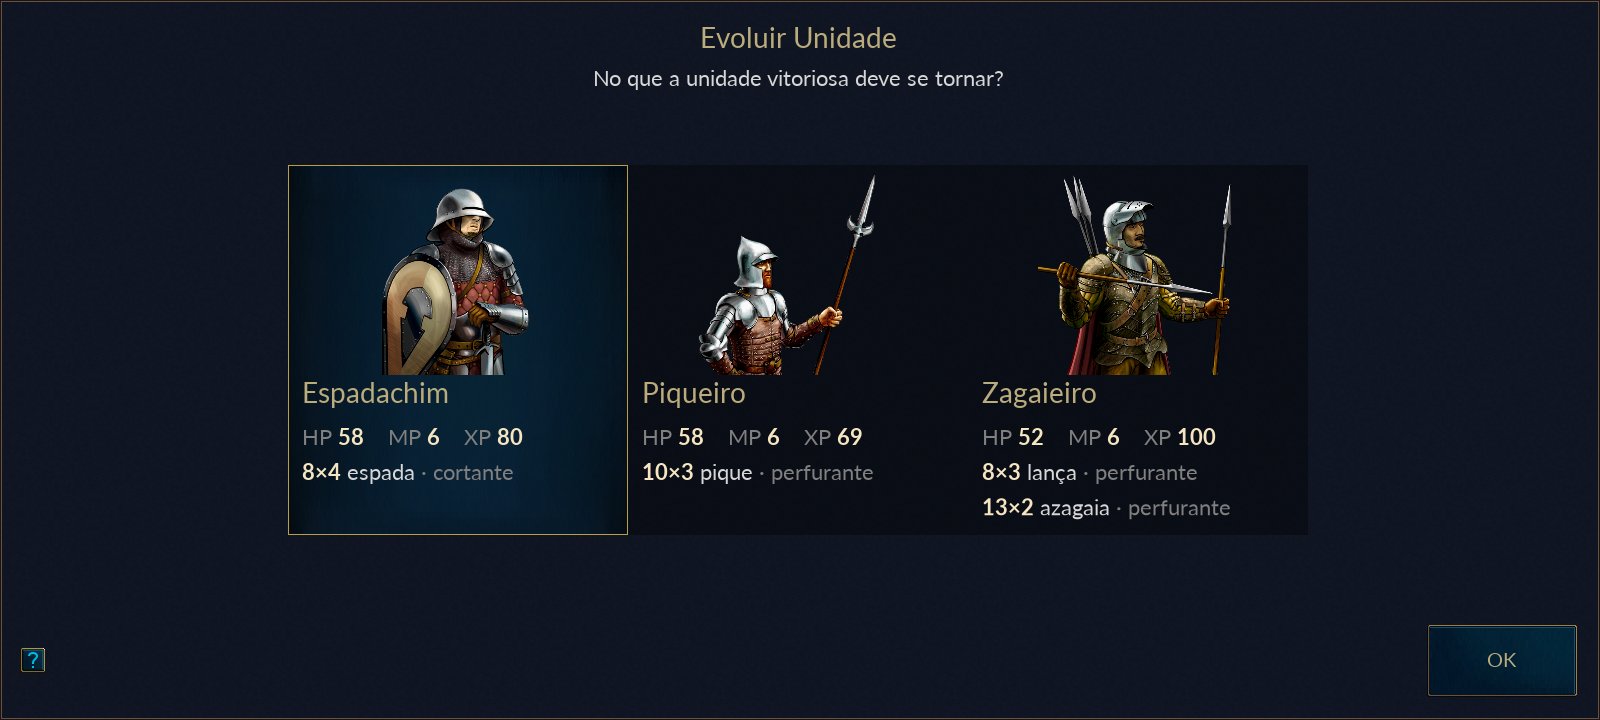 Evoluir Unidade
No que a unidade vitoriosa deve se tornar?
Espadachim
HP 58 MP 6 XP 80
8×4 espada · cortante
Piqueiro
HP 58 MP 6 XP 69
10×3 pique · perfurante
Zagaieiro
HP 52 MP 6 XP 100
8×3 lança · perfurante
13×2 azagaia · perfurante
?
OK